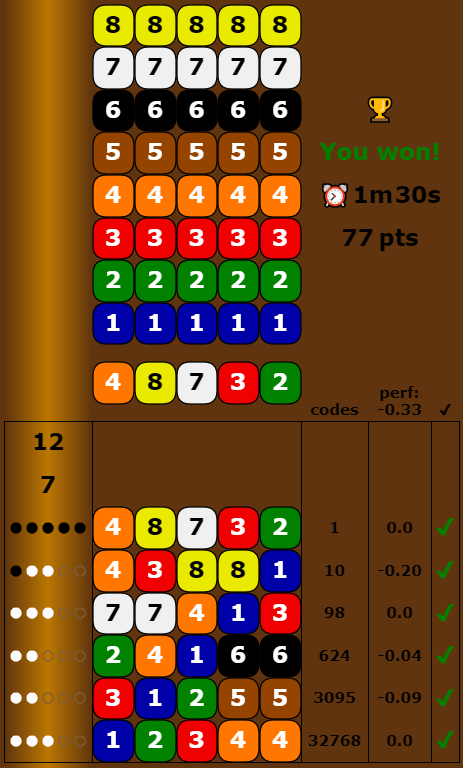 8 8 8 8 8
7 7 7 7 7
6 6 6 6 6
5 5 5 5 5
4 4 4 4 4
3 3 3 3 3
2 2 2 2 2
1 1 1 1 1
You won!
1m30s
77 pts
4 8 7 3 2
codes
perf:
-0.33 ✓
12
7
4 8 7 3 2 1 0.0 ✓
4 3 8 8 1 10 -0.20 ✓
7 7 4 1 3 98 0.0 ✓
2 4 1 6 6 624 -0.04 ✓
3 1 2 5 5 3095 -0.09 ✓
1 2 3 4 4 32768 0.0 ✓